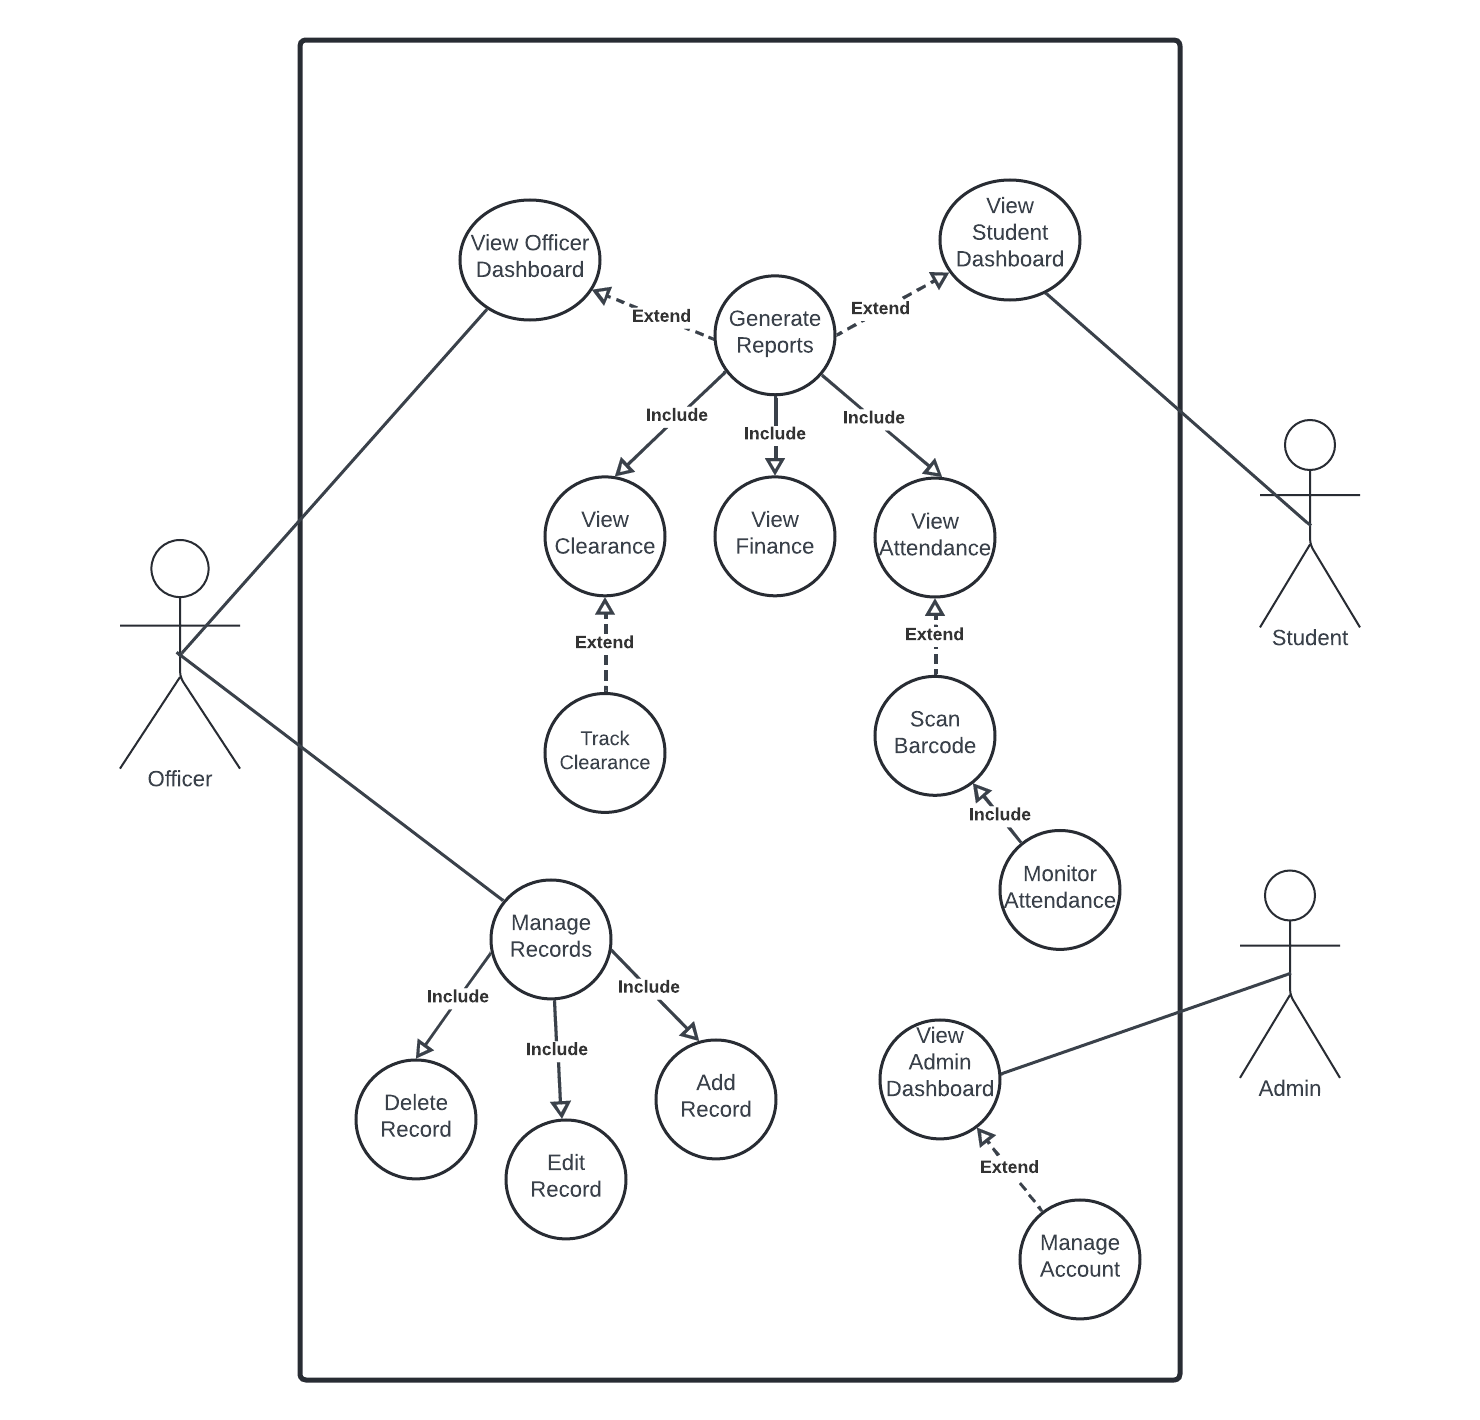 View
Student
Dashboard
View Officer
Dashboard
Extend
Extend
Generate
Reports
Include
Include
Include
View
Clearance
View
Finance
View
Attendance
Student
Extend
Extend
Track
Clearance
Scan
Barcode
Officer
Include
Monitor
Attendance
Manage
Records
Include
Include
Include
Delete
Record
Edit
Record
Add
Record
View
Admin
Dashboard
Admin
Extend
Manage
Account